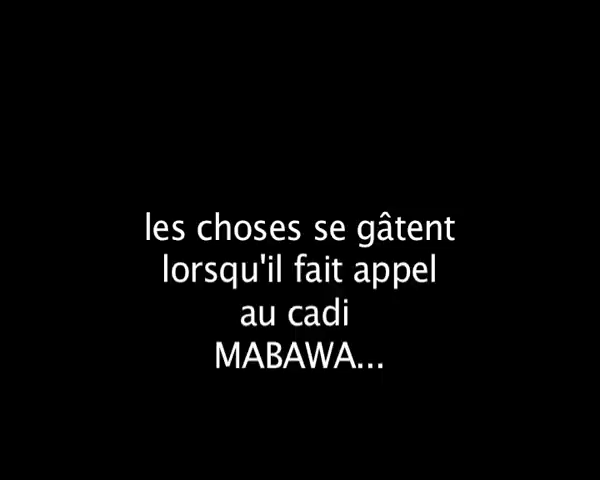 les choses se gâtent
lorsqu'il fait appel
au cadi
MABAWA...